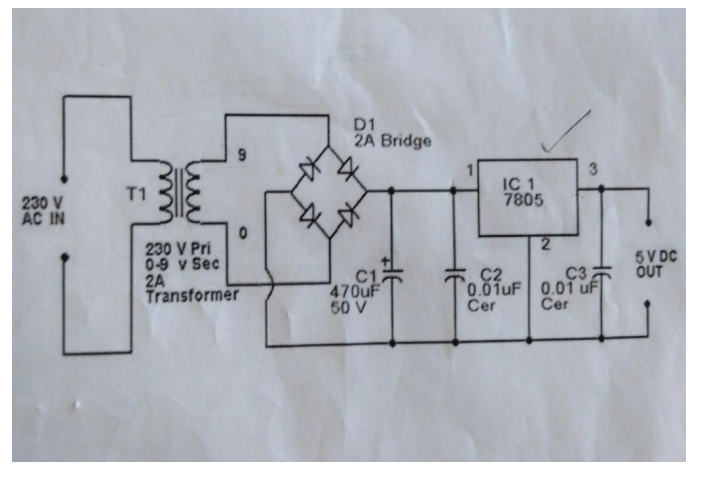 D1
2A Bridge
9
1
3
IC 1
7805
T1
230 V
AC IN
0
2
230 V Pri
0-9 v Sec
2A
Transformer
5 V DC
OUT
+
C1
470uF
50 V
C2
0.01uF
Cer
C3
0.01 uF
Cer